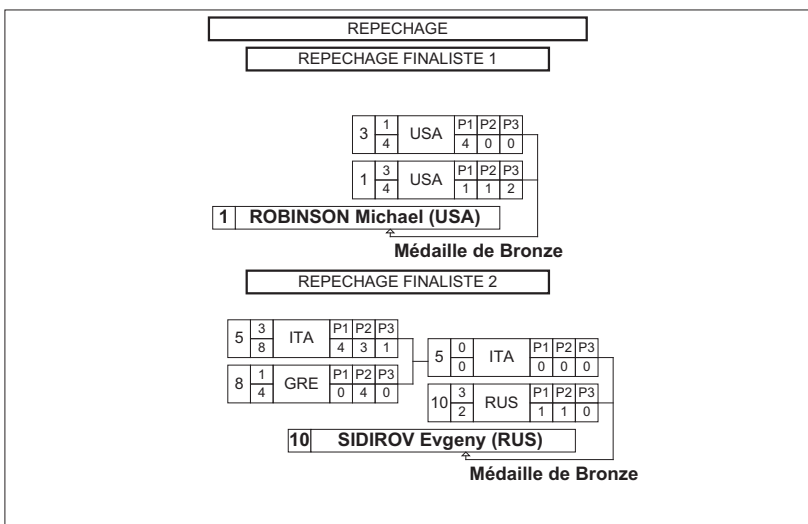 REPECHAGE
REPECHAGE FINALISTE 1
3 1 USA P1 P2 P3
4 4 0 0
1 3 USA P1 P2 P3
4 1 1 2
1 ROBINSON Michael (USA)
Médaille de Bronze
REPECHAGE FINALISTE 2
5 3 ITA P1 P2 P3
8 4 3 1
8 1 GRE P1 P2 P3
4 0 4 0
5 0 ITA P1 P2 P3
0 0 0 0
10 3 RUS P1 P2 P3
2 1 1 0
10 SIDIROV Evgeny (RUS)
Médaille de Bronze